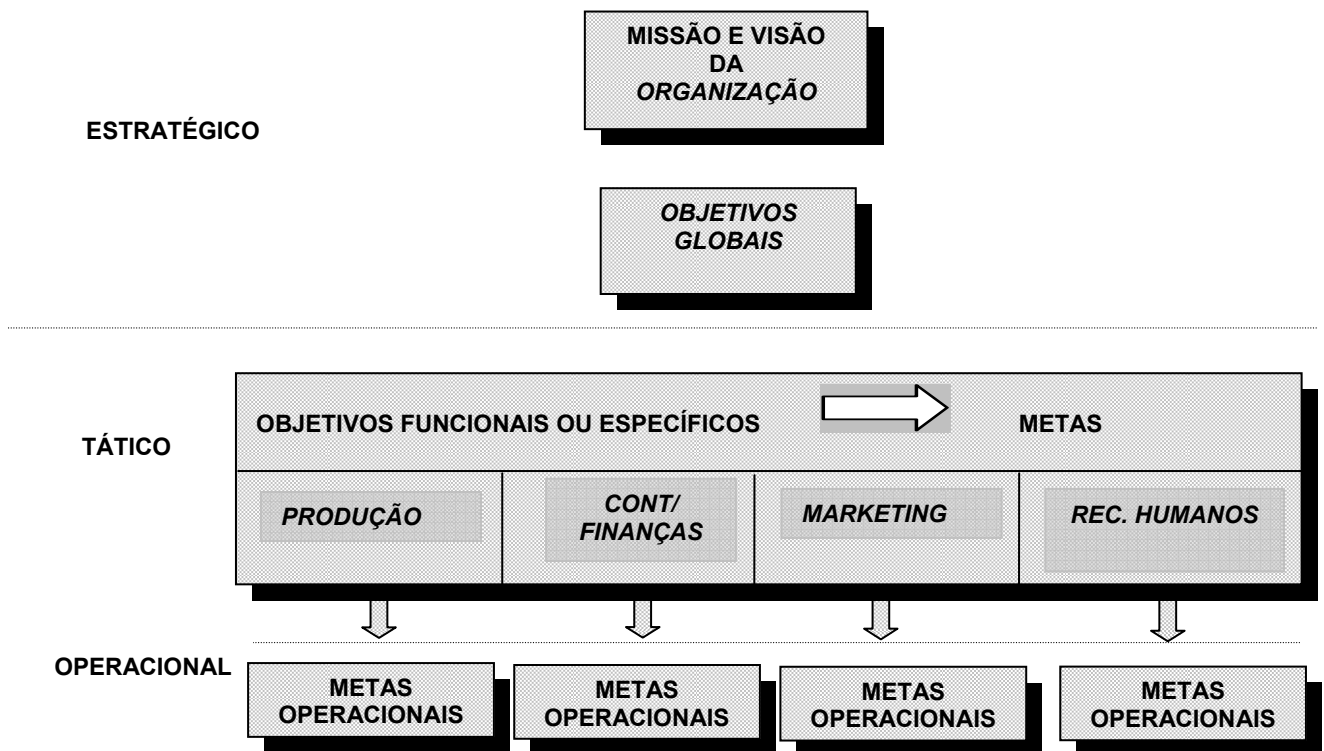 MISSÃO E VISÃO
DA
ORGANIZAÇÃO
ESTRATÉGICO
OBJETIVOS
GLOBAIS
OBJETIVOS FUNCIONAIS OU ESPECÍFICOS
METAS
TÁTICO
PRODUÇÃO
CONT/
FINANÇAS
MARKETING
REC. HUMANOS
OPERACIONAL
METAS
OPERACIONAIS
METAS
OPERACIONAIS
METAS
OPERACIONAIS
METAS
OPERACIONAIS